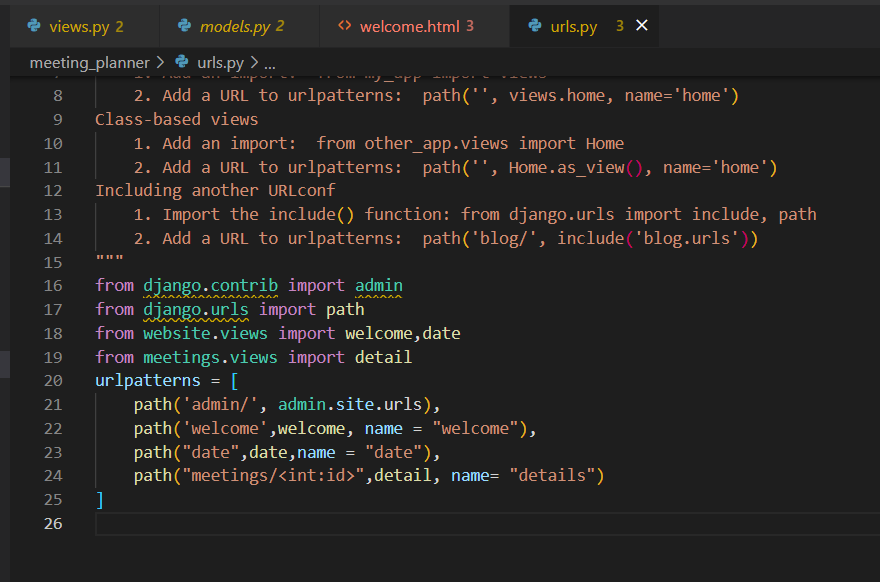 views.py 2 models.py 2 welcome.html 3 urls.py 3
meeting_planner > urls.py > ...
7 1. Add an import: from my_app import views
8 2. Add a URL to urlpatterns: path('', views.home, name='home')
9 Class-based views
10 1. Add an import: from other_app.views import Home
11 2. Add a URL to urlpatterns: path('', Home.as_view(), name='home')
12 Including another URLconf
13 1. Import the include() function: from django.urls import include, path
14 2. Add a URL to urlpatterns: path('blog/', include('blog.urls'))
15 """
16 from django.contrib import admin
17 from django.urls import path
18 from website.views import welcome,date
19 from meetings.views import detail
20 urlpatterns = [
21 path('admin/', admin.site.urls),
22 path('welcome',welcome, name = "welcome"),
23 path("date",date,name = "date"),
24 path("meetings/<int:id>",detail, name= "details")
25 ]
26